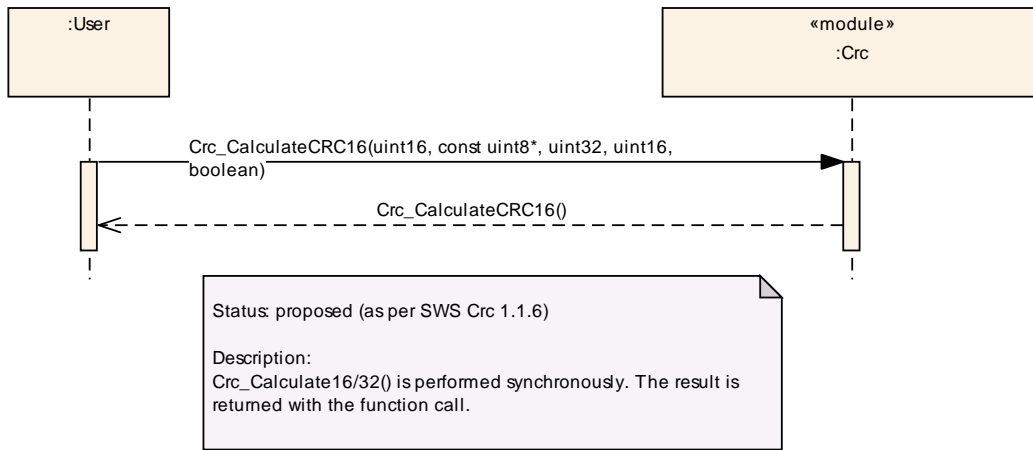 :User
«module»
:Crc
Crc_CalculateCRC16(uint16, const uint8*, uint32, uint16,
boolean)
Crc_CalculateCRC16()
Status: proposed (as per SWS Crc 1.1.6)
Description:
Crc_Calculate16/32() is performed synchronously. The result is
returned with the function call.